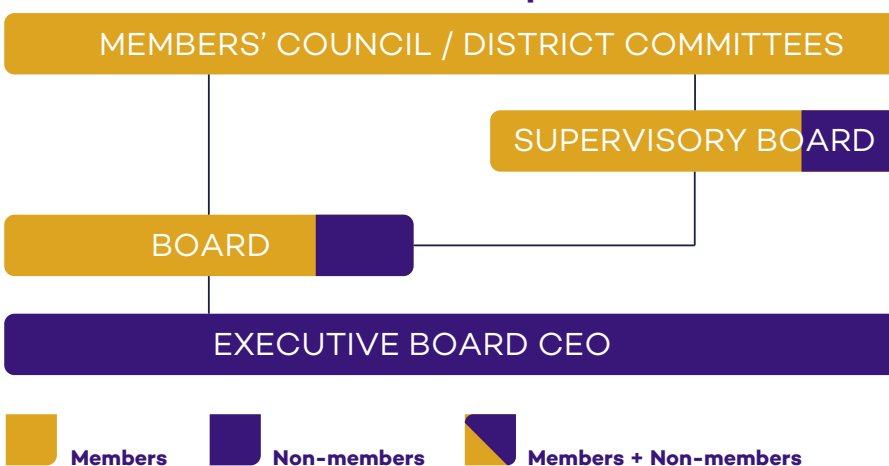 MEMBERS’ COUNCIL / DISTRICT COMMITTEES
SUPERVISORY BOARD
BOARD
EXECUTIVE BOARD CEO
Members Non-members Members + Non-members